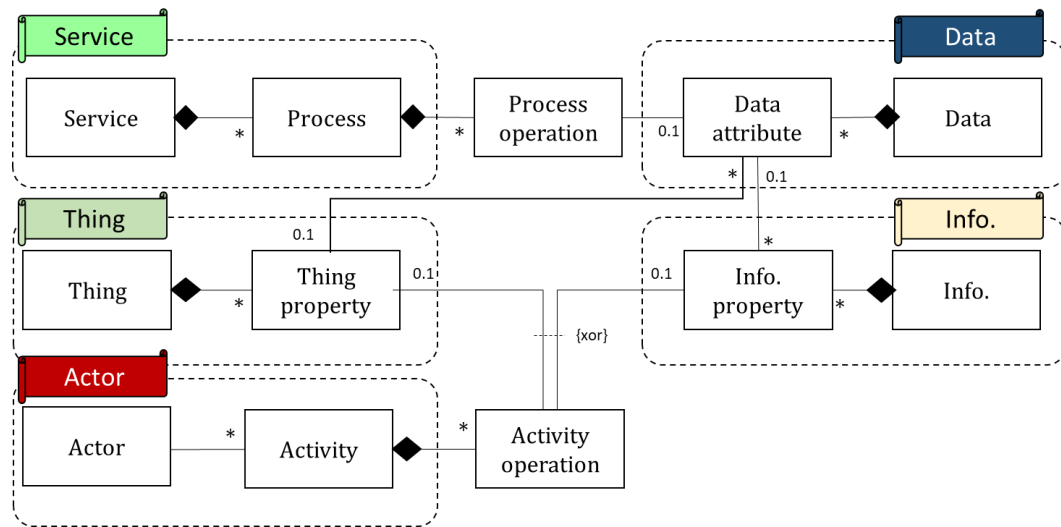 Service
Data
Service
*
Process
*
Process
operation
0.1
Data
attribute
*
Data
*
0.1
Thing
Info.
0.1
*
Thing
*
Thing
property
0.1
0.1
Info.
property
*
Info.
{xor}
Actor
Actor
*
Activity
*
Activity
operation